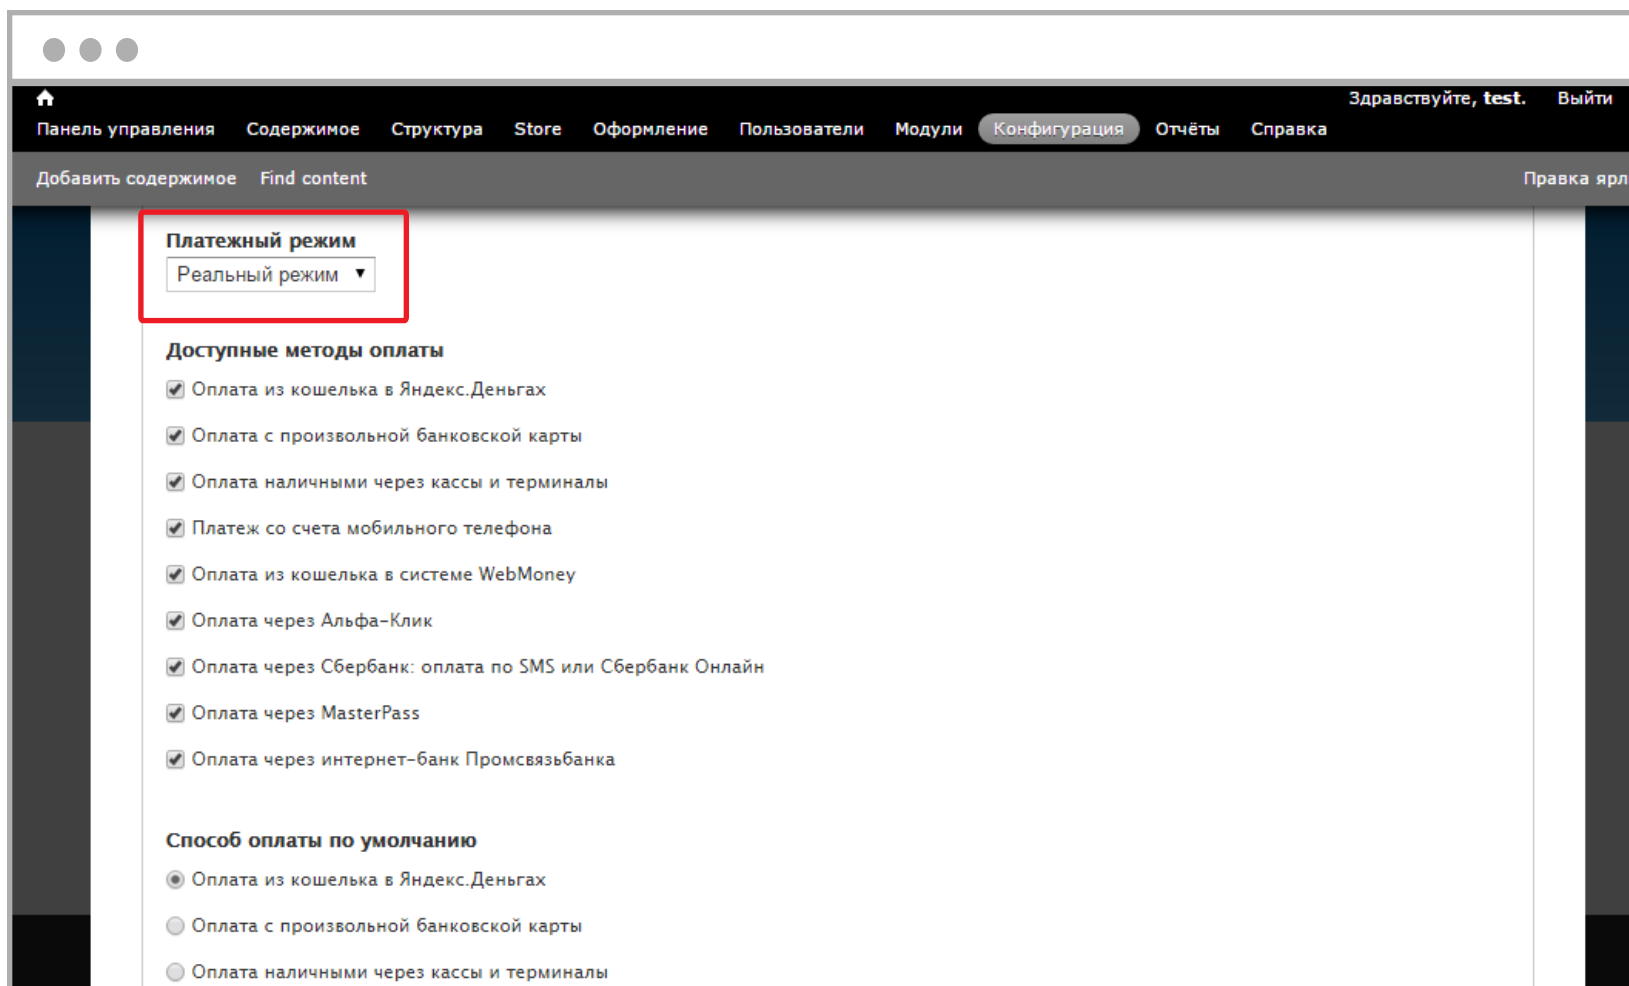 Здравствуйте, test. Выйти
Панель управления Содержимое Структура Store Оформление Пользователи Модули Конфигурация Отчёты Справка
Добавить содержимое Find content Правка ярл
Платежный режим
Реальный режим
Доступные методы оплаты
Оплата из кошелька в Яндекс.Деньгах
Оплата с произвольной банковской карты
Оплата наличными через кассы и терминалы
Платеж со счета мобильного телефона
Оплата из кошелька в системе WebMoney
Оплата через Альфа-Клик
Оплата через Сбербанк: оплата по SMS или Сбербанк Онлайн
Оплата через MasterPass
Оплата через интернет-банк Промсвязьбанка
Способ оплаты по умолчанию
Оплата из кошелька в Яндекс.Деньгах
Оплата с произвольной банковской карты
Оплата наличными через кассы и терминалы